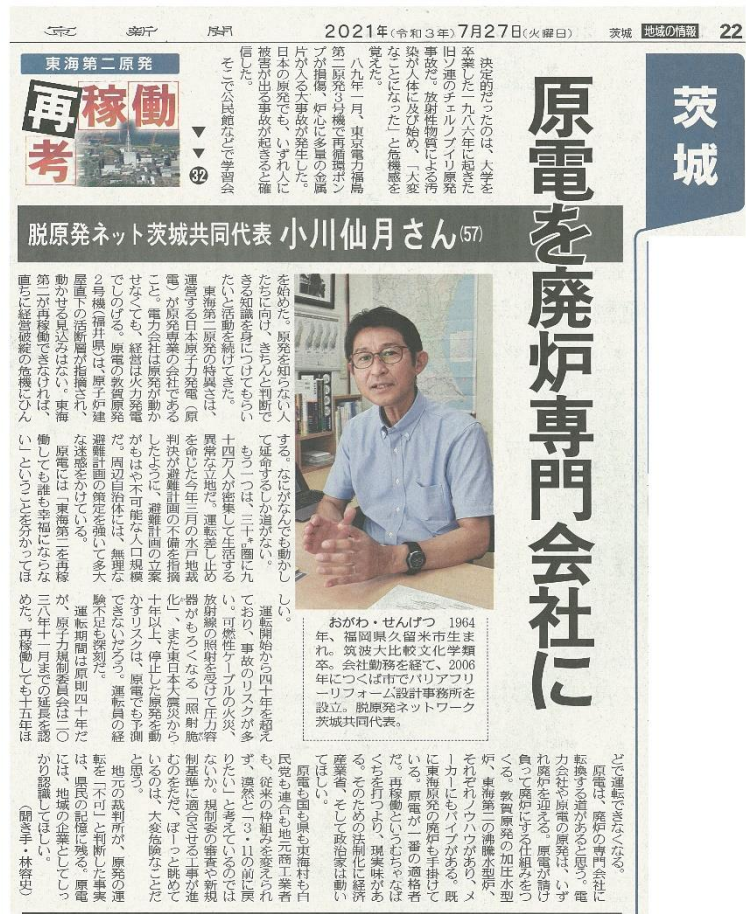 京新聞
2021年(令和3年)7月27日(火曜日)
茨城
地域の情報
22
茨城
東海第二原発
再稼働
考
▼▼㉜
原電を廃炉専門会社に
脱原発ネット茨城共同代表 小川仙月さん(57)
決定的だったのは、大学を
卒業した一九八六年に起きた
旧ソ連のチェルノブイリ原発
事故だ。放射性物質による汚
染が人体に及び始め、「大変
なことになった」と危機感を
覚えた。
八九年一月、東京電力福島
第二原発3号機で再循環ポン
プが損傷、炉心に多量の金属
片が入る大事故が発生した。
日本の原発でも、いずれ人に
被害が出る事故が起きると確
信した。
そこで公民館などで学習会
を始めた。原発を知らない人
たちに向け、きちんと判断で
きる知識を身につけてもらい
たいと活動を続けてきた。
東海第二原発の特異さは、
運営する日本原子力発電(原
電)が原発専業の会社である
こと。電力会社は原発が動か
せなくても、経営は火力発電
でしのげる。原電の敦賀原発
2号機(福井県)は、原子炉建
屋直下の活断層が指摘され、
動かせる見込みはない。東海
第二が再稼働できなければ、
直ちに経営破綻の危機にひん
する。なにがなんでも動かし
て延命するしか道がない。
もう一つは、三十㌔圏に九
十四万人が密集して生活する
異常な立地だ。運転差し止め
を命じた今年三月の水戸地裁
判決が避難計画の不備を指摘
したように、避難計画の立案
がもはや不可能な人口規模
だ。周辺自治体には、無理な
避難計画の策定を強いて多大
な迷惑をかけている。
原電には「東海第二を再稼
働しても誰も幸福にならな
い」ということを分かってほ
しい。
運転開始から四十年を超え
ており、事故のリスクが多
い。可燃性ケーブルの火災、
放射線の照射を受けて圧力容
器がもろくなる「照射脆
化」、また東日本大震災から
十年以上、停止した原発を動
かすリスクは、原電でも予測
できないだろう。運転員の経
験不足も深刻だ。
運転期間は原則四十年だ
が、原子力規制委員会は二〇
三八年十一月までの延長を認
めた。再稼働しても十五年ほ
どで運転できなくなる。
原電は、廃炉の専門会社に
転換する道があると思う。電
力会社や原電の原発は、いず
れ廃炉を迎える。原電が請け
負って廃炉にする仕組みをつ
くる。敦賀原発の加圧水型
炉、東海第二の沸騰水型炉、
それぞれノウハウがあり、メ
ーカーにもパイプがある。既
に東海原発の廃炉も手掛けて
いる。原電が一番の適格者
だ。再稼働というむちゃなば
くちを打つより、現実味があ
る。そのための法制化に経済
産業省、そして政治家は動い
てほしい。
原電も国も県も東海村も自
民党も連合も地元商工業者
も、従来の枠組みを変えられ
ず、漠然と「3・11の前に戻
りたい」と考えているのでは
ないか。規制委の審査や新規
制基準に適合させる工事が進
むのをただ、ぼーっと眺めて
いるのは、大変危険なことだ
と思う。
地元の裁判所が、原発の運
転を「不可」と判断した事実
は、県民の記憶に残る。原電
には、地域の企業としてしっ
かり認識してほしい。
(聞き手・林容史)
おがわ・せんげつ 1964
年、福岡県久留米市生ま
れ。筑波大比較文化学類
卒。会社勤務を経て、2006
年につくば市でバリアフ
リーリフォーム設計事務所を
設立。脱原発ネットワーク
茨城共同代表。